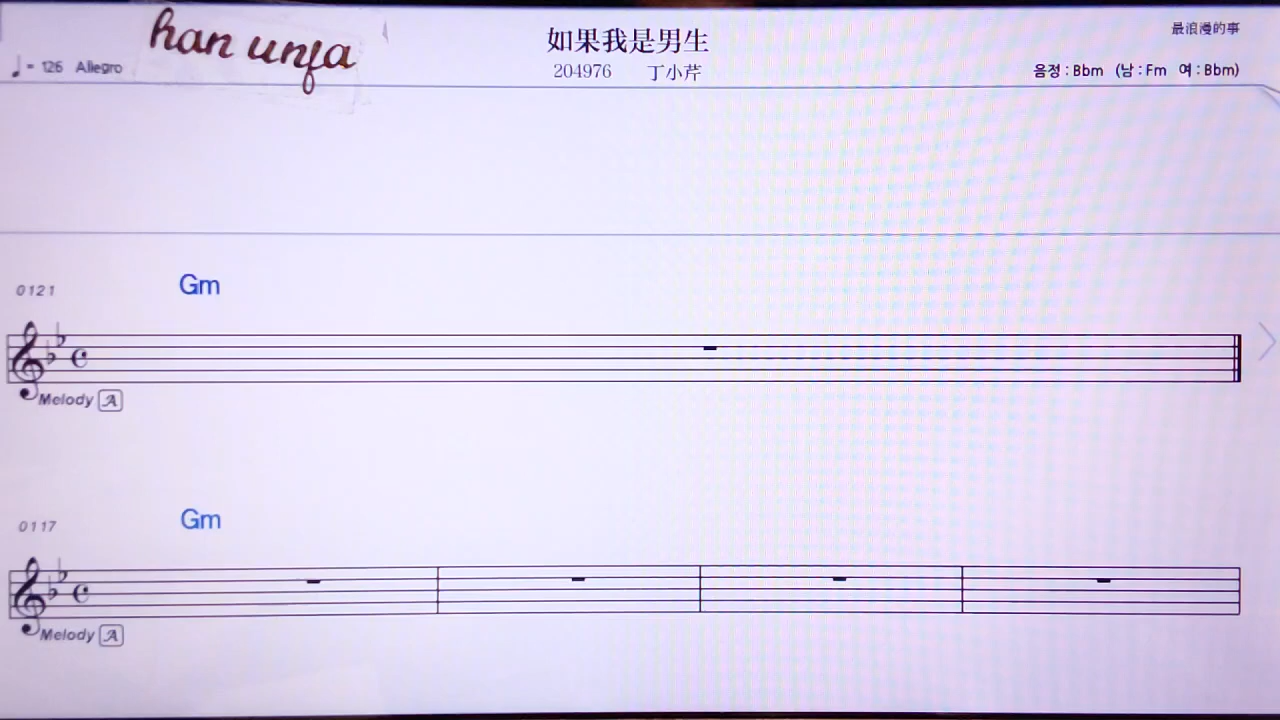 han unfa
如果我是男生
最浪漫的事
♩= 126 Allegro
204976 丁小芹
음정 : Bbm (남 : Fm 여 : Bbm)
0121 Gm
Melody A
0117 Gm
Melody A